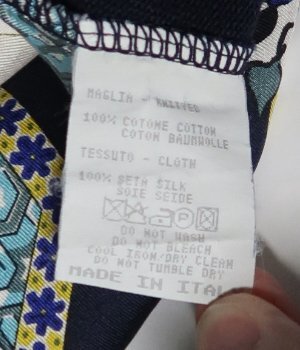 MAGLIA - KNITTED
100% COTONE COTTON
COTON BAUMWOLLE
TESSUTO - CLOTH
100% SETA SILK
SOIE SEIDE
DO NOT WASH
DO NOT BLEACH
COOL IRON/DRY CLEAN
DO NOT TUMBLE DRY
MADE IN ITAL